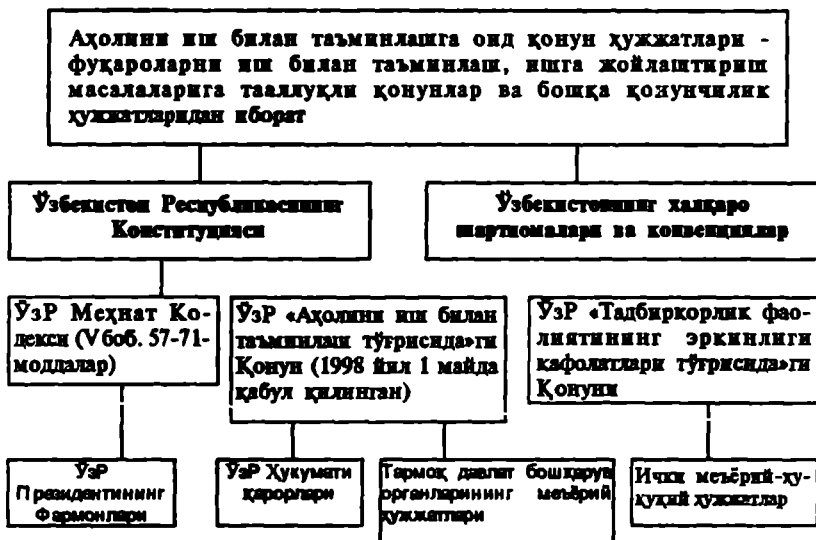 Аҳолини иш билан таъминлашга оид қонун ҳужжатлари -
фуқароларни иш билан таъминлаш, ишга жойлаштириш
масалаларига тааллуқли қонунлар ва бошқа қонунчилик
ҳужжатларидан иборат
Ўзбекистон Республикасининг
Конституцияси
Ўзбекистоннинг халқаро
шартномалари ва конвенциялар
ЎзР Меҳнат Ко-
декси (V боб. 57-71-
моддалар)
ЎзР «Аҳолини иш билан
таъминлаш тўғрисида»ги
Қонун (1998 йил 1 майда
қабул қилинган)
ЎзР «Тадбиркорлик фао-
лиятининг эркинлиги
кафолатлари тўғрисида»ги
Қонуни
ЎзР
Президентининг
Фармонлари
ЎзР Ҳукумати
қарорлари
Тармоқ давлат бошқарув
органларининг меъёрий
ҳужжатлари
Ички меъёрий-ҳу-
қуқий ҳужжатлар